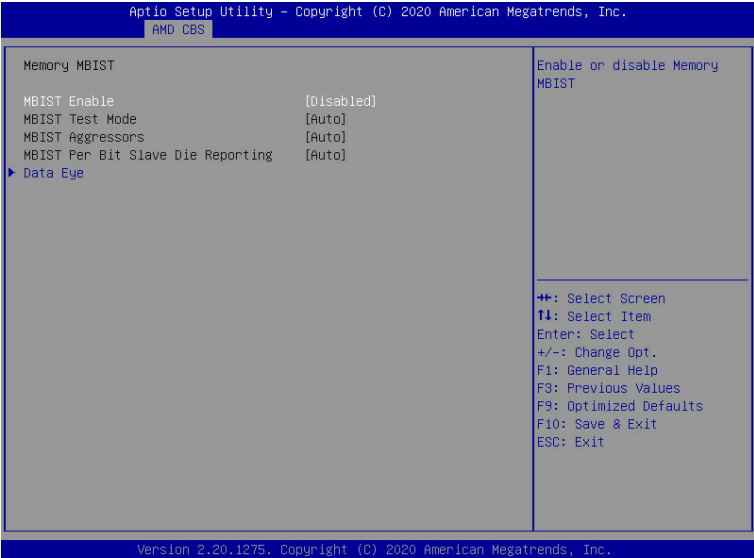 Aptio Setup Utility – Copyright (C) 2020 American Megatrends, Inc.
AMD CBS
Memory MBIST
MBIST Enable [Disabled]
MBIST Test Mode [Auto]
MBIST Aggressors [Auto]
MBIST Per Bit Slave Die Reporting [Auto]
Data Eye
Enable or disable Memory
MBIST
→←: Select Screen
↑↓: Select Item
Enter: Select
+/-: Change Opt.
F1: General Help
F3: Previous Values
F9: Optimized Defaults
F10: Save & Exit
ESC: Exit
Version 2.20.1275. Copyright (C) 2020 American Megatrends, Inc.